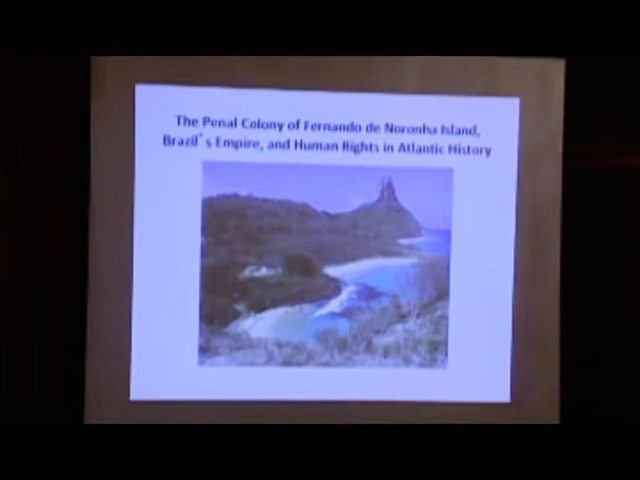 The Penal Colony of Fernando de Noronha Island,
Brazil's Empire, and Human Rights in Atlantic History